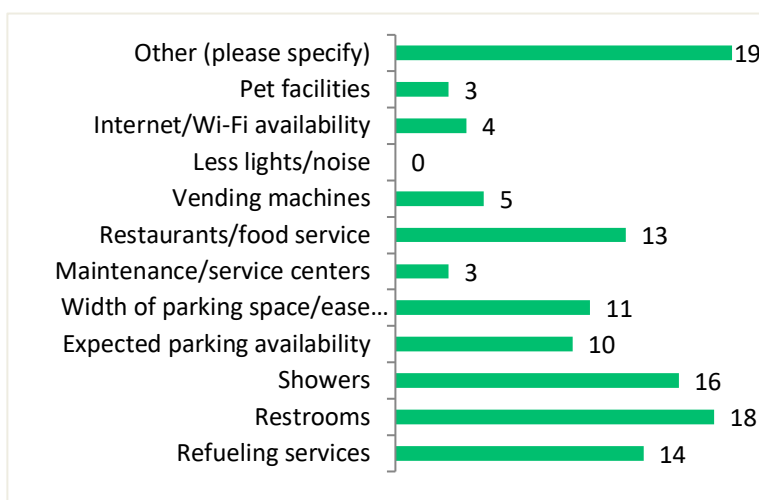 Other (please specify) 19
Pet facilities 3
Internet/Wi-Fi availability 4
Less lights/noise 0
Vending machines 5
Restaurants/food service 13
Maintenance/service centers 3
Width of parking space/ease... 11
Expected parking availability 10
Showers 16
Restrooms 18
Refueling services 14